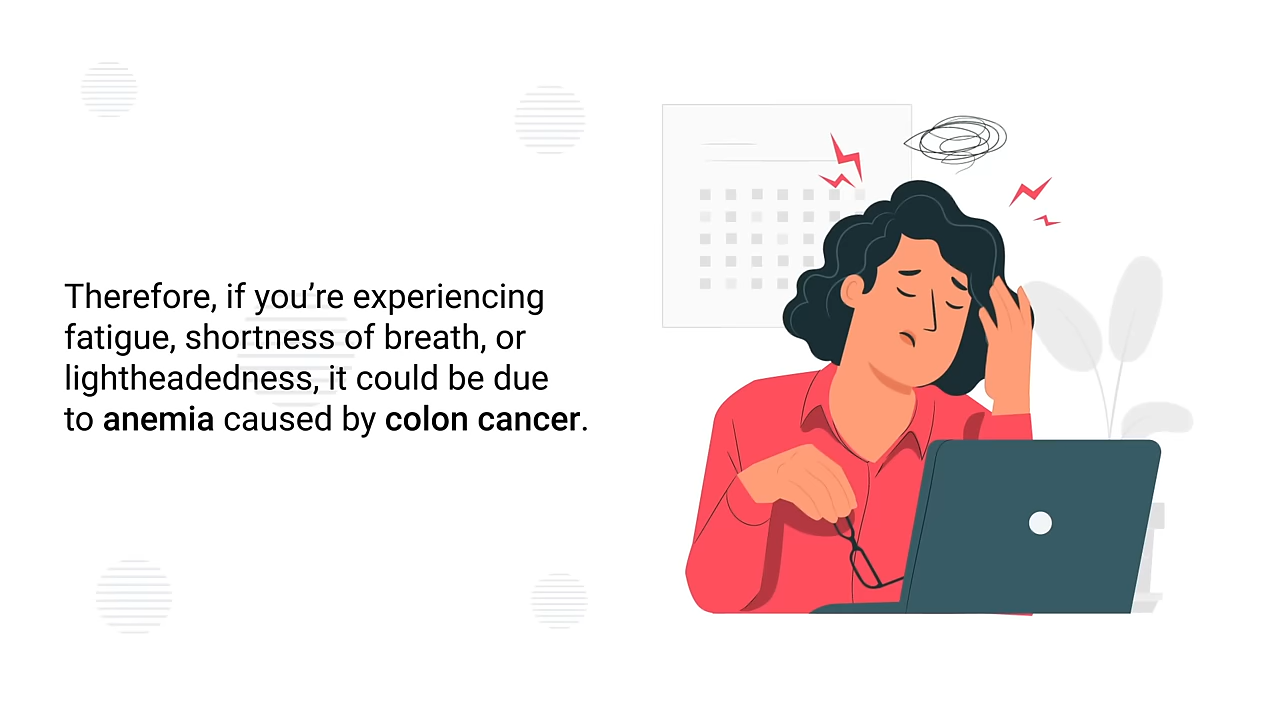 Therefore, if you’re experiencing
fatigue, shortness of breath, or
lightheadedness, it could be due
to anemia caused by colon cancer.